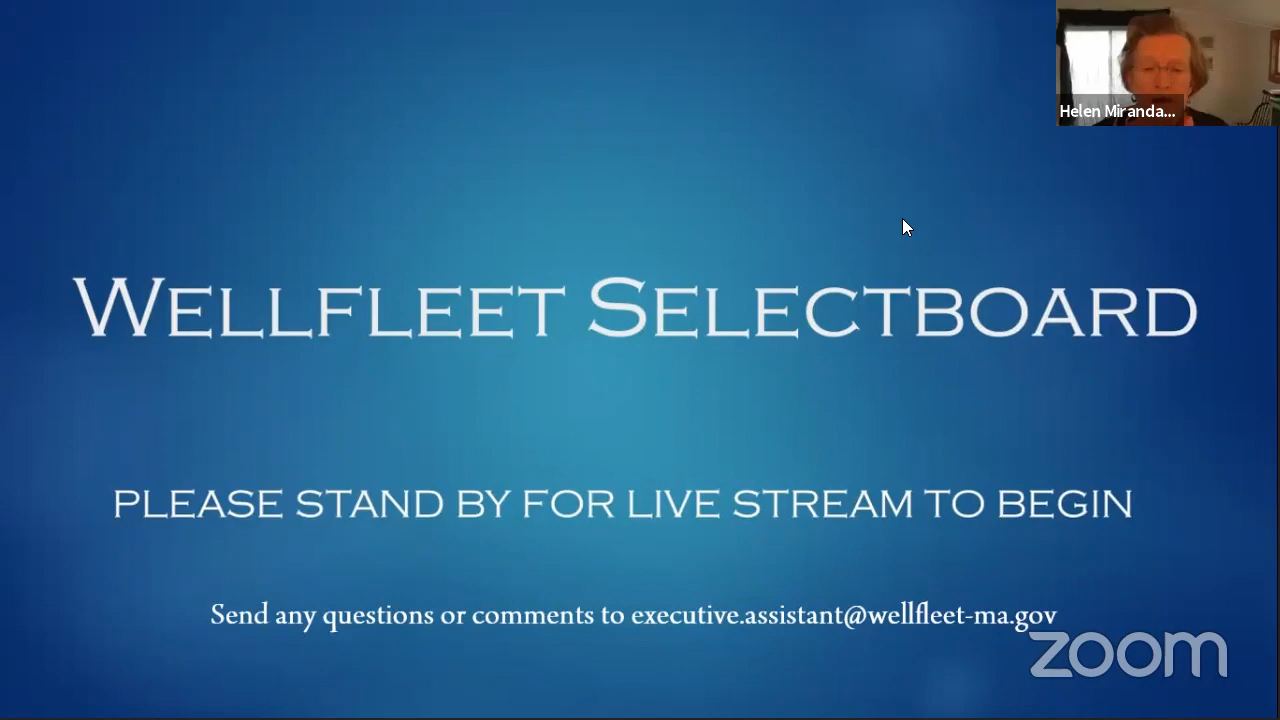 Helen Miranda...
WELLFLEET SELECTBOARD
PLEASE STAND BY FOR LIVE STREAM TO BEGIN
Send any questions or comments to executive.assistant@wellfleet-ma.gov
zoom